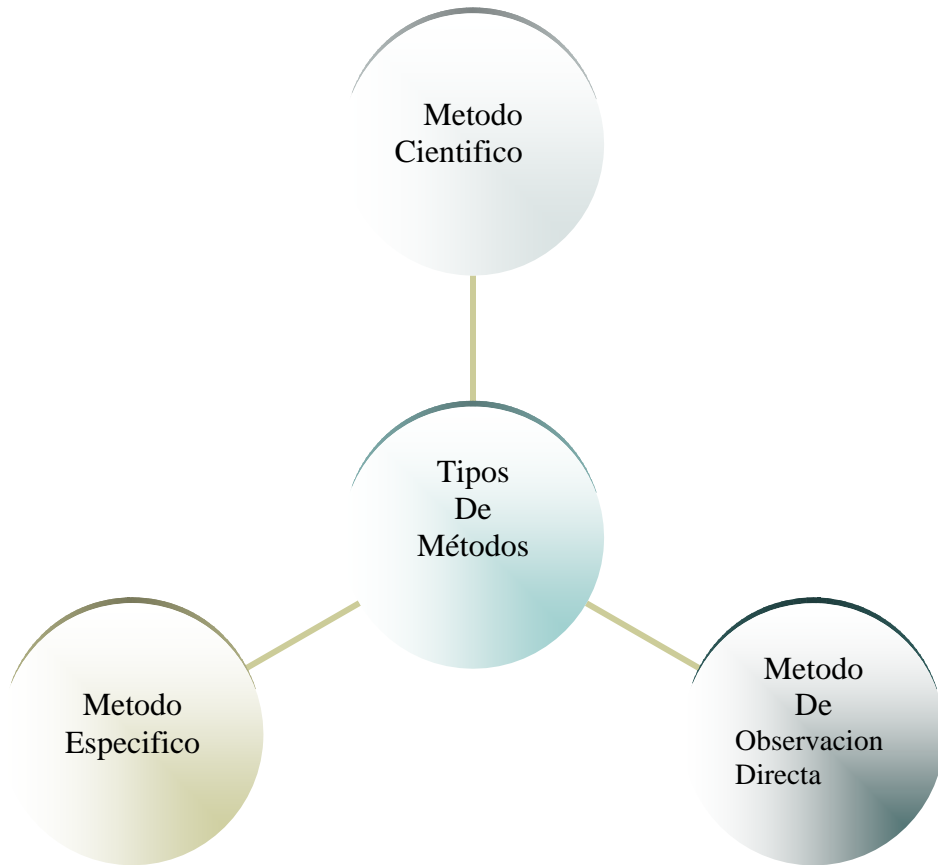 Metodo
Cientifico
Tipos
De
Métodos
Metodo
Especifico
Metodo
De
Observacion
Directa